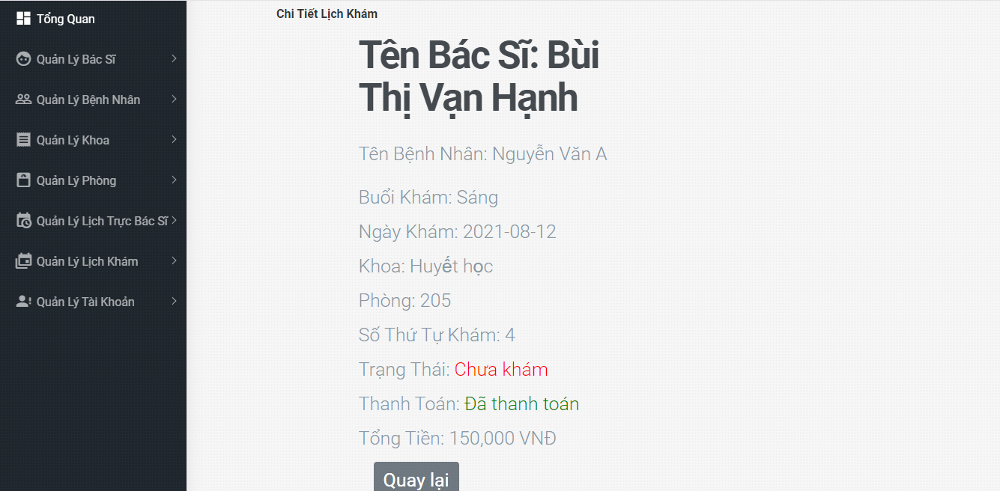 Tổng Quan
Quản Lý Bác Sĩ
Quản Lý Bệnh Nhân
Quản Lý Khoa
Quản Lý Phòng
Quản Lý Lịch Trực Bác Sĩ
Quản Lý Lịch Khám
Quản Lý Tài Khoản
Chi Tiết Lịch Khám
Tên Bác Sĩ: Bùi
Thị Vạn Hạnh
Tên Bệnh Nhân: Nguyễn Văn A
Buổi Khám: Sáng
Ngày Khám: 2021-08-12
Khoa: Huyết học
Phòng: 205
Số Thứ Tự Khám: 4
Trạng Thái: Chưa khám
Thanh Toán: Đã thanh toán
Tổng Tiền: 150,000 VNĐ
Quay lại